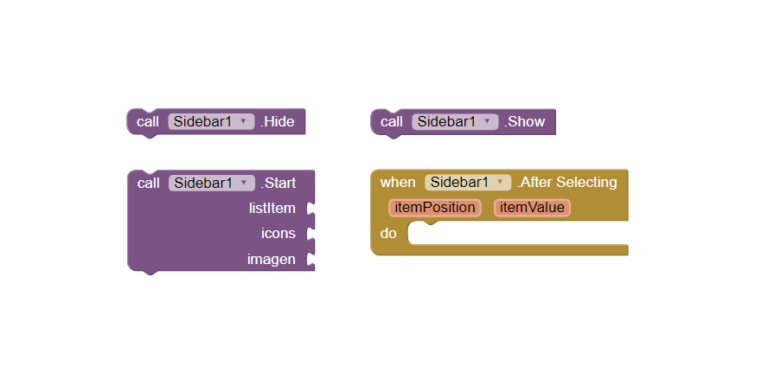 call Sidebar1 .Hide
call Sidebar1 .Show
call Sidebar1 .Start
listItem
icons
imagen
when Sidebar1 .After Selecting
itemPosition itemValue
do